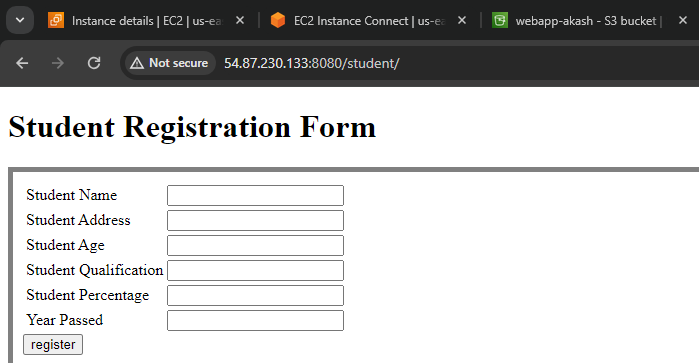 Instance details | EC2 | us-ea
EC2 Instance Connect | us-ea
webapp-akash - S3 bucket |
Not secure 54.87.230.133:8080/student/
Student Registration Form
Student Name
Student Address
Student Age
Student Qualification
Student Percentage
Year Passed
register